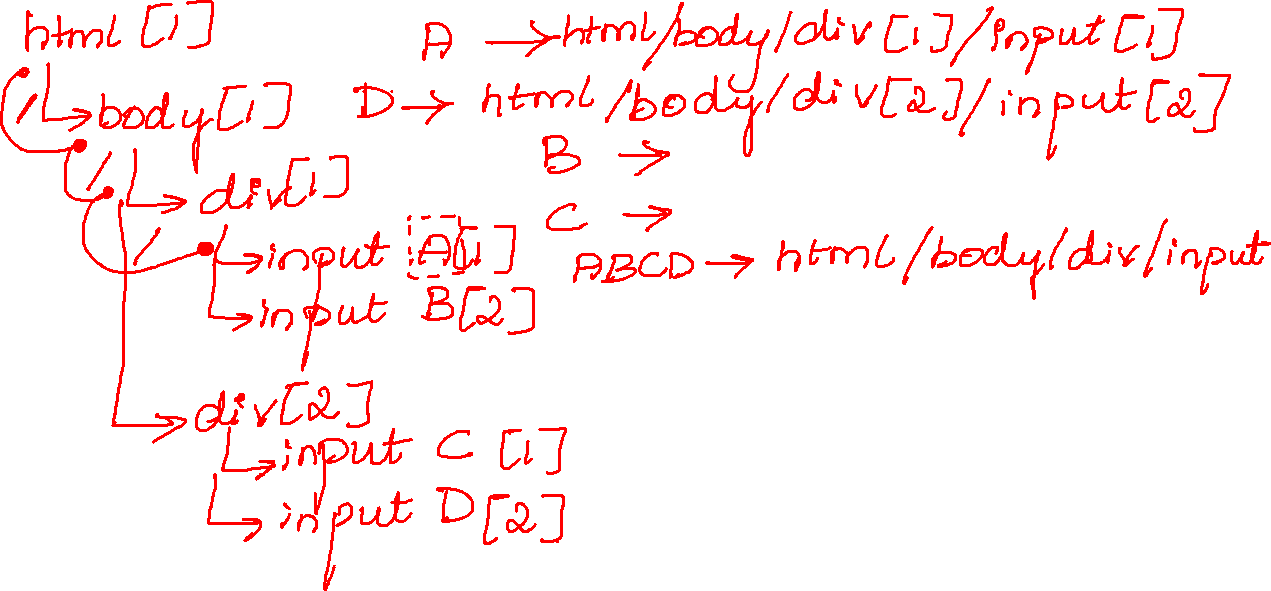 html [1]
A → html/body/div[1]/input[1]
body[1]
D → html/body/div[2]/input[2]
B →
div[1]
C →
input A[1]
ABCD → html/body/div/input
input B[2]
div[2]
input C [1]
input D[2]